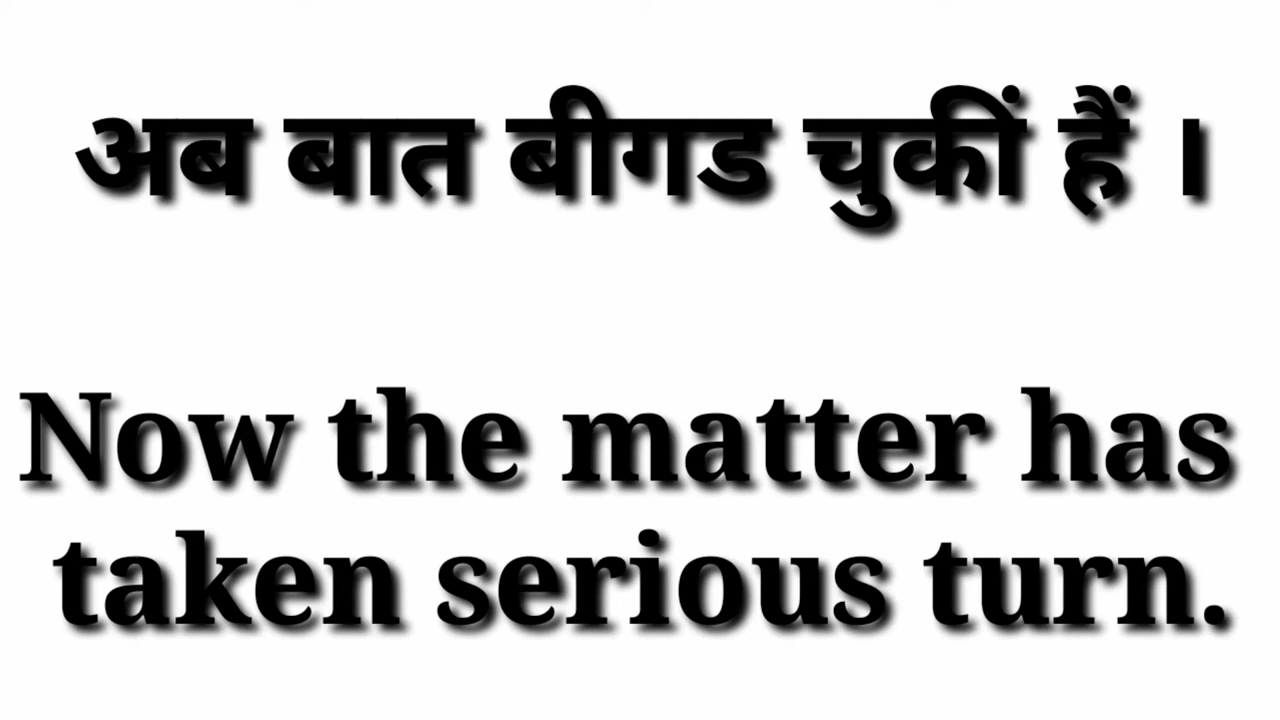 अब बात बीगड चुकीं हैं ।
Now the matter has
taken serious turn.